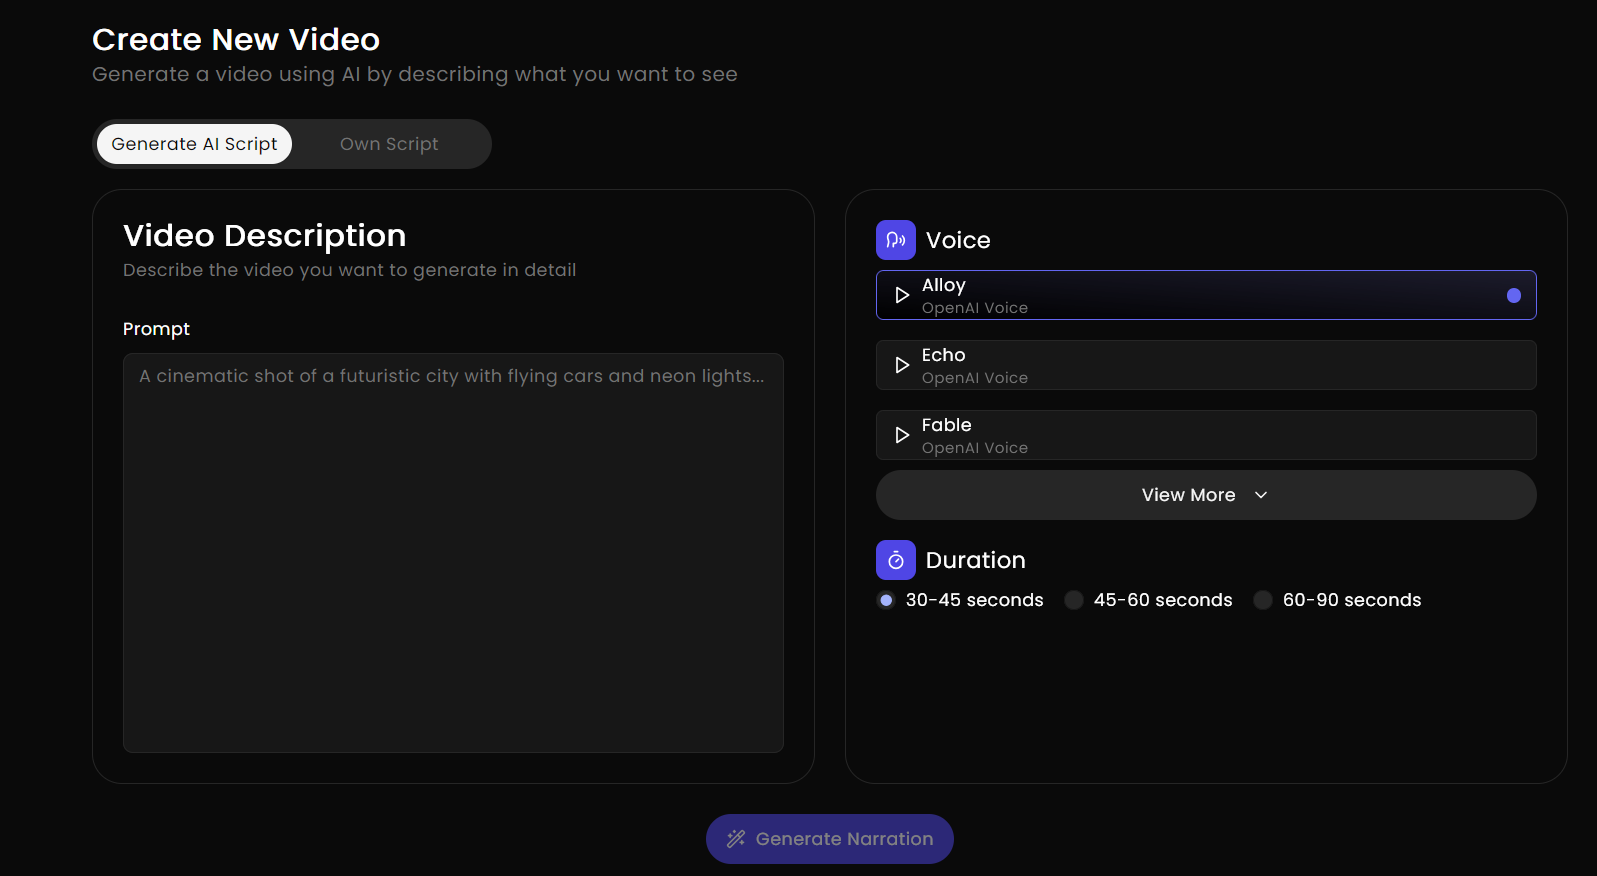 Create New Video
Generate a video using AI by describing what you want to see
Generate AI Script
Own Script
Video Description
Describe the video you want to generate in detail
Prompt
A cinematic shot of a futuristic city with flying cars and neon lights...
Voice
Alloy
OpenAI Voice
Echo
OpenAI Voice
Fable
OpenAI Voice
View More
Duration
30-45 seconds
45-60 seconds
60-90 seconds
Generate Narration